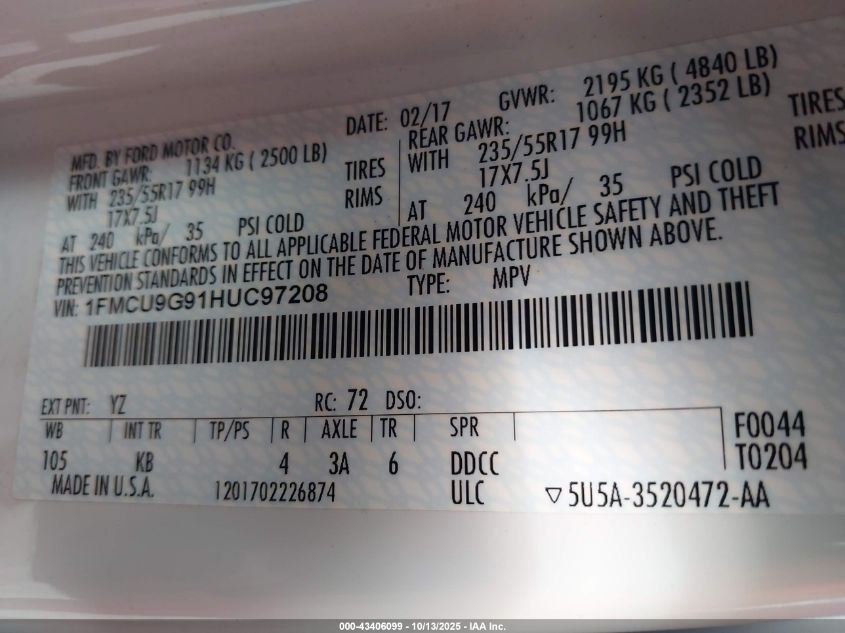 MFD. BY FORD MOTOR CO.
DATE: 02/17 GVWR: 2195 KG ( 4840 LB)
FRONT GAWR: 1134 KG ( 2500 LB)
REAR GAWR: 1067 KG ( 2352 LB)
WITH 235/55R17 99H TIRES
WITH 235/55R17 99H TIRES
17X7.5J RIMS
17X7.5J RIMS
AT 240 kPa/ 35 PSI COLD
AT 240 kPa/ 35 PSI COLD
THIS VEHICLE CONFORMS TO ALL APPLICABLE FEDERAL MOTOR VEHICLE SAFETY AND THEFT
PREVENTION STANDARDS IN EFFECT ON THE DATE OF MANUFACTURE SHOWN ABOVE.
VIN: 1FMCU9G91HUC97208 TYPE: MPV
EXT PNT: YZ RC: 72 DSO:
WB INT TR TP/PS R AXLE TR SPR F0044
105 KB 4 3A 6 DDCC T0204
MADE IN U.S.A. 1201702226874 ULC ▽5U5A-3520472-AA
000-43406099 - 10/13/2025 - IAA Inc.